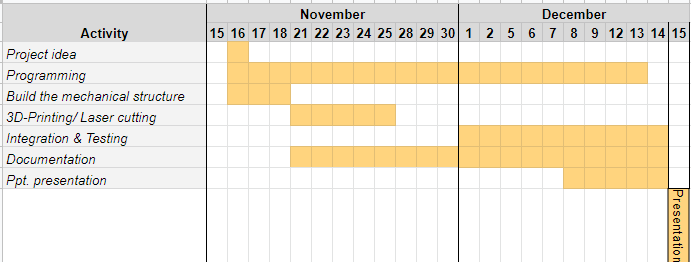 November December
Activity 15 16 17 18 21 22 23 24 25 28 29 30 1 2 5 6 7 8 9 12 13 14 15
Project idea
Programming
Build the mechanical structure
3D-Printing/ Laser cutting
Integration & Testing
Documentation
Ppt. presentation
Presentation